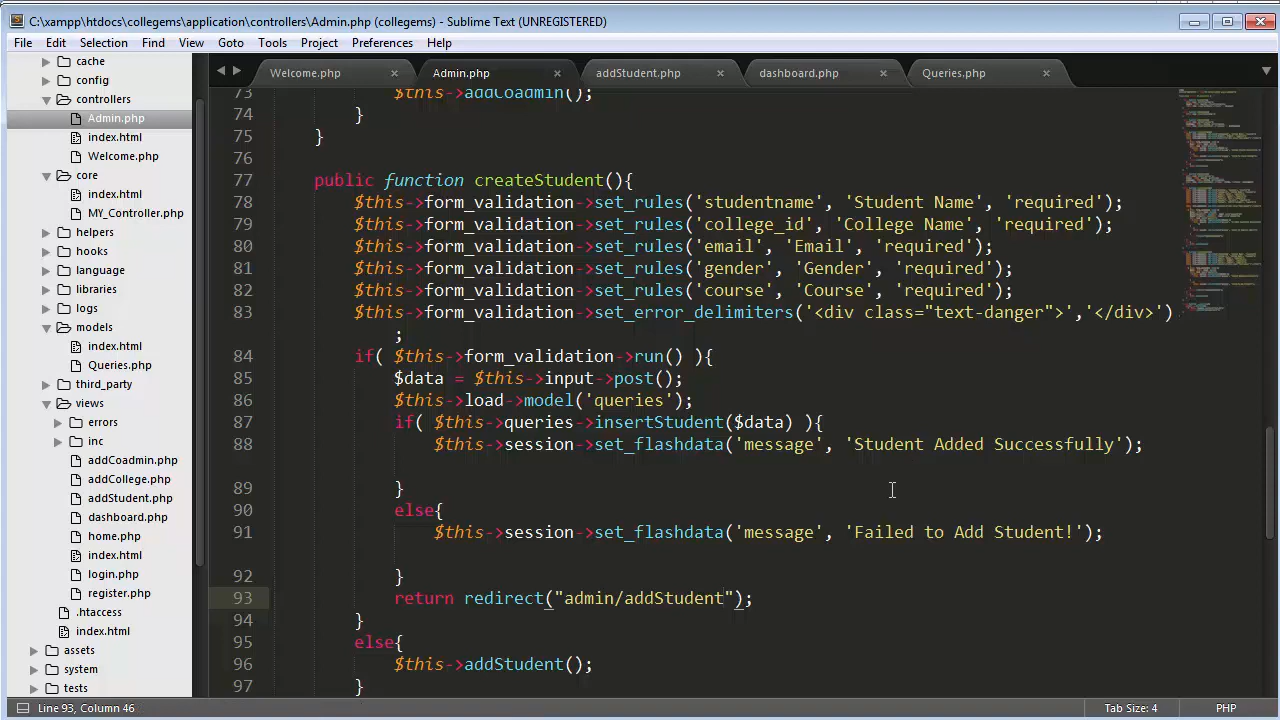 C:\xampp\htdocs\collegems\application\controllers\Admin.php (collegems) - Sublime Text (UNREGISTERED)
File Edit Selection Find View Goto Tools Project Preferences Help
cache
config
controllers
Admin.php
index.html
Welcome.php
core
index.html
MY_Controller.php
helpers
hooks
language
libraries
logs
models
index.html
Queries.php
third_party
views
errors
inc
addCoadmin.php
addCollege.php
addStudent.php
dashboard.php
home.php
index.html
login.php
register.php
.htaccess
index.html
assets
system
tests
Welcome.php Admin.php addStudent.php dashboard.php Queries.php
73 $this->addCoadmin();
74 }
75 }
76
77 public function createStudent(){
78 $this->form_validation->set_rules('studentname', 'Student Name', 'required');
79 $this->form_validation->set_rules('college_id', 'College Name', 'required');
80 $this->form_validation->set_rules('email', 'Email', 'required');
81 $this->form_validation->set_rules('gender', 'Gender', 'required');
82 $this->form_validation->set_rules('course', 'Course', 'required');
83 $this->form_validation->set_error_delimiters('<div class="text-danger">','</div>')
;
84 if( $this->form_validation->run() ){
85 $data = $this->input->post();
86 $this->load->model('queries');
87 if( $this->queries->insertStudent($data) ){
88 $this->session->set_flashdata('message', 'Student Added Successfully');
89 }
90 else{
91 $this->session->set_flashdata('message', 'Failed to Add Student!');
92 }
93 return redirect("admin/addStudent");
94 }
95 else{
96 $this->addStudent();
97 }
Line 93, Column 46 Tab Size: 4 PHP